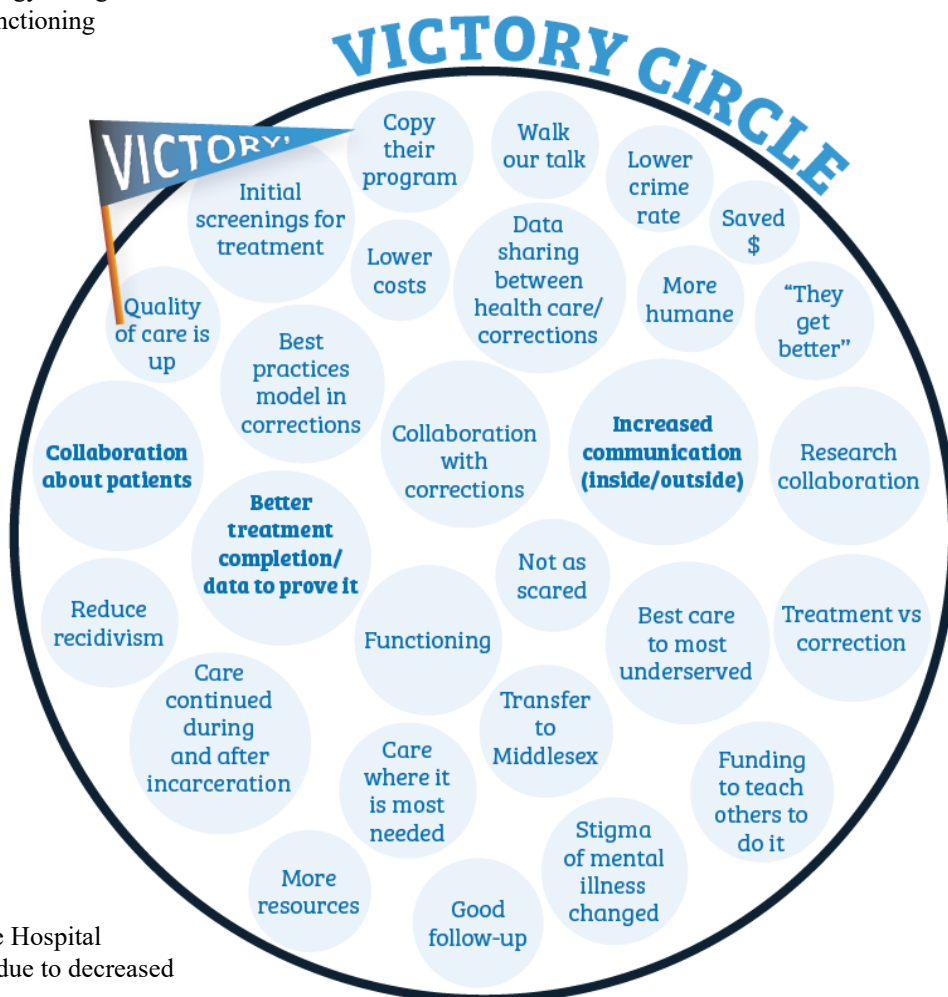 nctioning
VICTORY CIRCLE
VICTORY!
Copy
their
program
Walk
our talk
Lower
crime
rate
Saved
$
Initial
screenings for
treatment
Lower
costs
Data
sharing
between
health care/
corrections
More
humane
“They
get
better”
Quality
of care is
up
Best
practices
model in
corrections
Collaboration
about patients
Collaboration
with
corrections
Increased
communication
(inside/outside)
Research
collaboration
Better
treatment
completion/
data to prove it
Not as
scared
Reduce
recidivism
Functioning
Best care
to most
underserved
Treatment vs
correction
Care
continued
during
and after
incarceration
Transfer
to
Middlesex
Care
where it
is most
needed
Funding
to teach
others to
do it
Stigma
of mental
illness
changed
More
resources
Good
follow-up
e Hospital
due to decreased